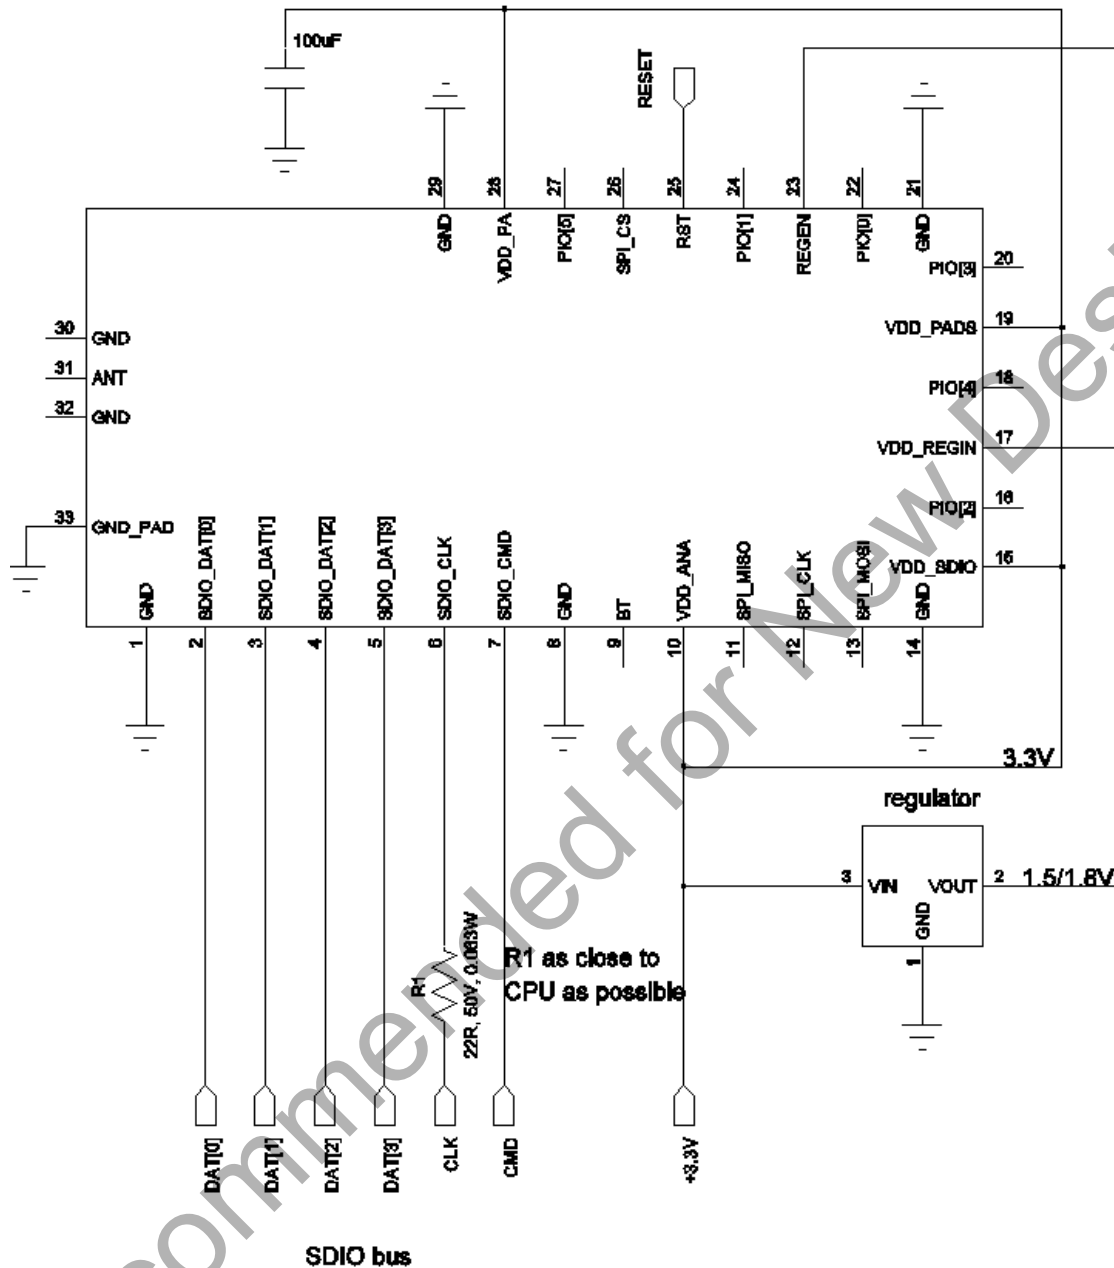 100uF
RESET
29
28
27
26
25
24
23
22
21
GND
VDD_PA
PIO[5]
SPI_CS
RST
PIO[1]
REGEN
PIO[0]
GND
PIO[3] 20
VDD_PADS 19
PIO[4] 18
VDD_REGIN 17
PIO[2] 16
VDD_SDIO 15
30 GND
31 ANT
32 GND
33 GND_PAD
GND
SDIO_DAT[0]
SDIO_DAT[1]
SDIO_DAT[2]
SDIO_DAT[3]
SDIO_CLK
SDIO_CMD
GND
BT
VDD_ANA
SPI_MISO
SPI_CLK
SPI_MOSI
GND
1
2
3
4
5
6
7
8
9
10
11
12
13
14
3.3V
regulator
3 VIN VOUT 2 1.5/1.8V
GND
1
R1
22R, 50V, 0.063W
R1 as close to
CPU as possible
DAT[0]
DAT[1]
DAT[2]
DAT[3]
CLK
CMD
+3.3V
SDIO bus
ommended for New Des